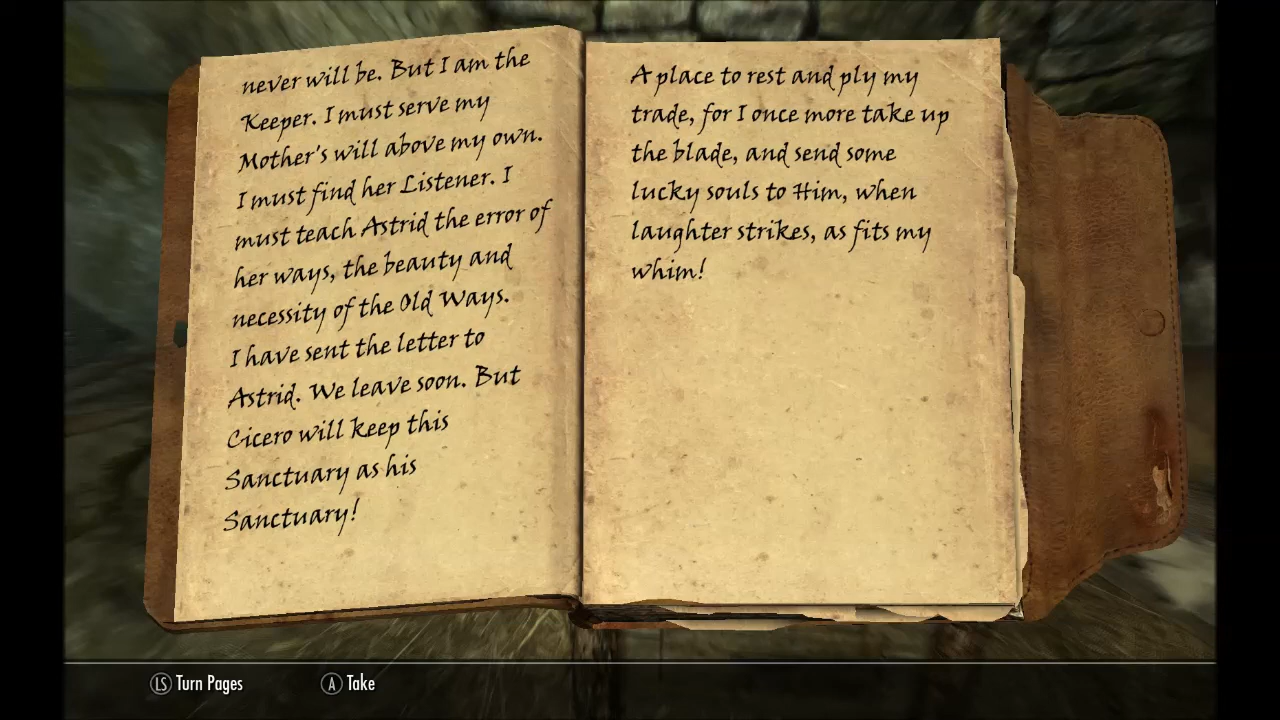 never will be. But I am the
Keeper. I must serve my
Mother's will above my own.
I must find her Listener. I
must teach Astrid the error of
her ways, the beauty and
necessity of the Old Ways.
I have sent the letter to
Astrid. We leave soon. But
Cicero will keep this
Sanctuary as his
Sanctuary!
A place to rest and ply my
trade, for I once more take up
the blade, and send some
lucky souls to Him, when
laughter strikes, as fits my
whim!
LS Turn Pages
A Take